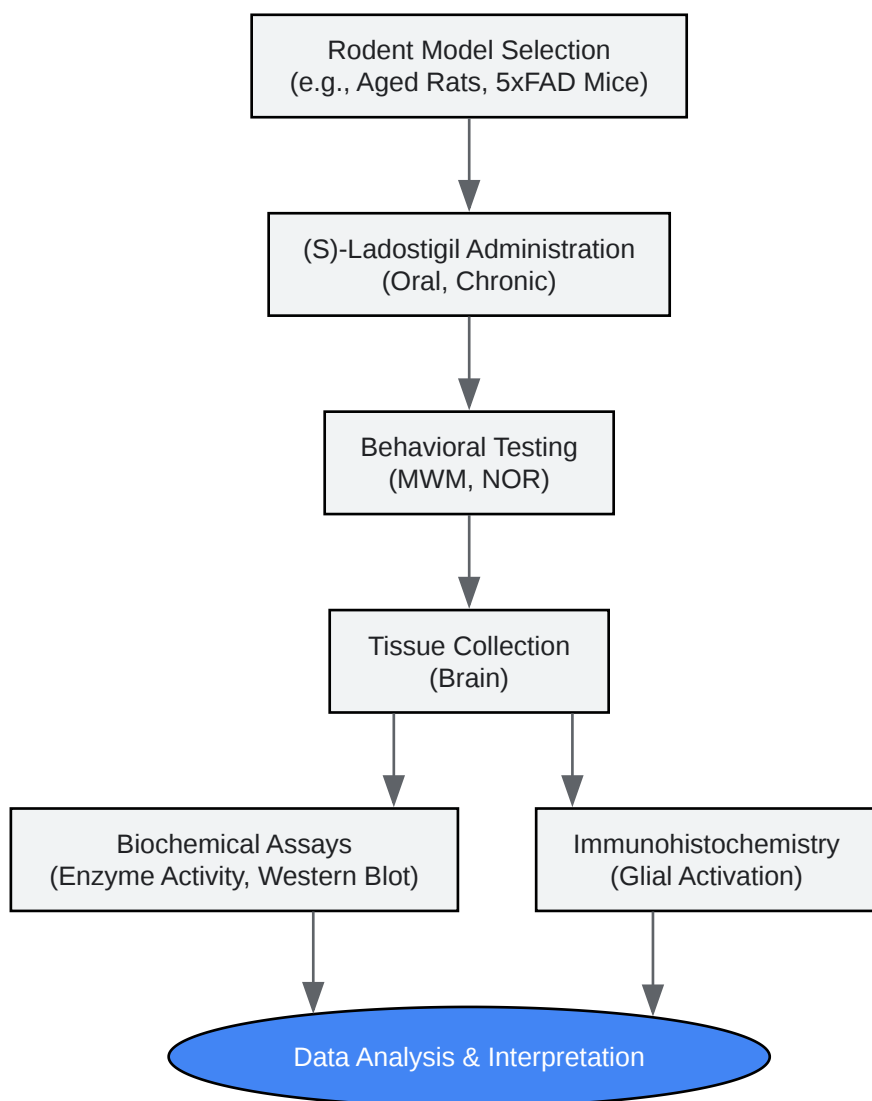 Rodent Model Selection
(e.g., Aged Rats, 5xFAD Mice)
(S)-Ladostigil Administration
(Oral, Chronic)
Behavioral Testing
(MWM, NOR)
Tissue Collection
(Brain)
Biochemical Assays
(Enzyme Activity, Western Blot)
Immunohistochemistry
(Glial Activation)
Data Analysis & Interpretation